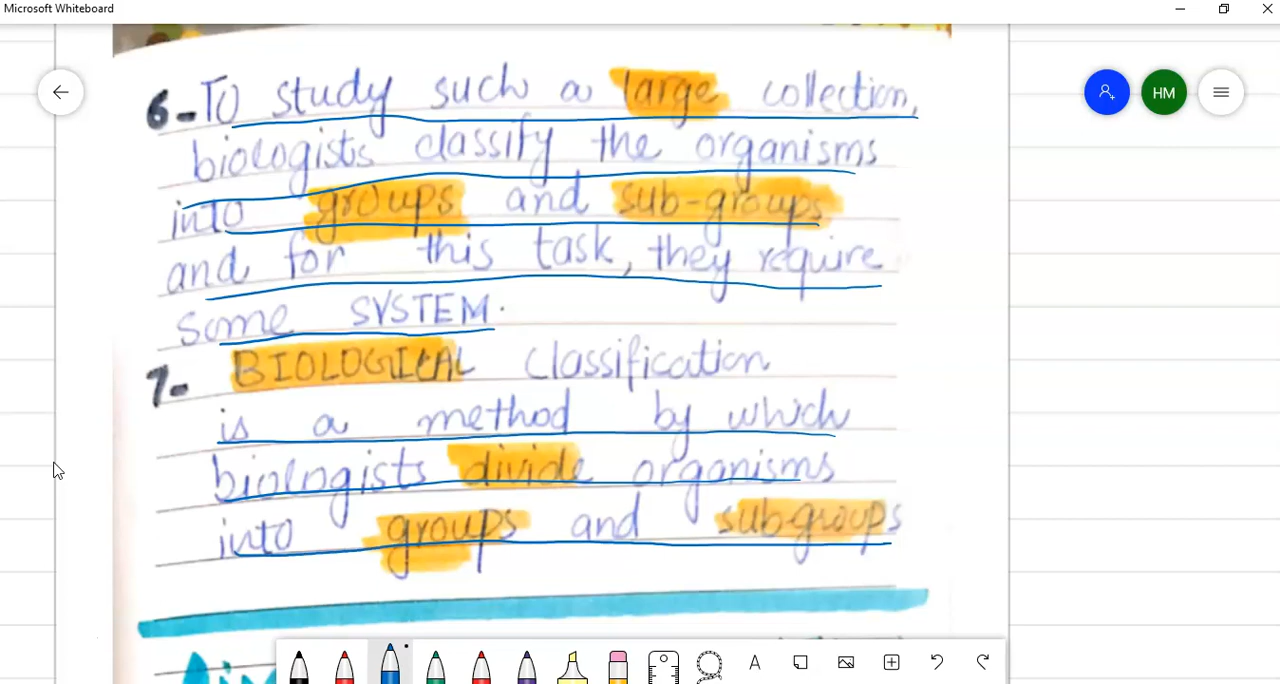 Microsoft Whiteboard
HM
6- To study such a large collection,
biologists classify the organisms
into groups and sub-groups
and for this task, they require
some SYSTEM.
7- BIOLOGICAL classification
is a method by which
biologists divide organisms
into groups and subgroups
A